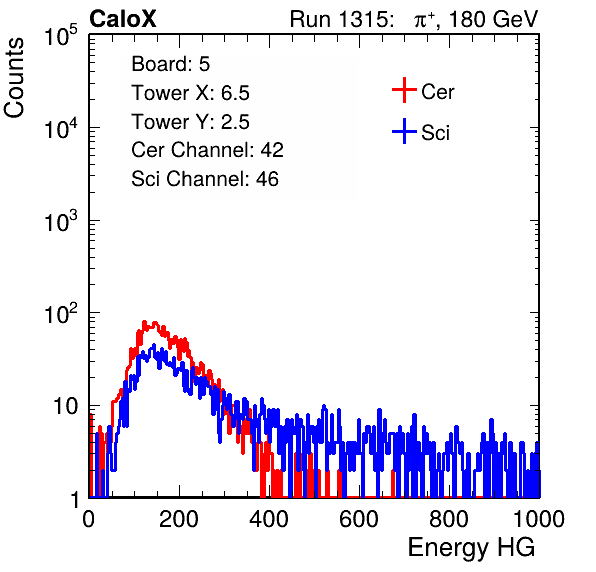 CaloX Run 1315: π⁺, 180 GeV
Counts
Board: 5
Tower X: 6.5
Tower Y: 2.5
Cer Channel: 42
Sci Channel: 46
Cer
Sci
10⁵
10⁴
10³
10²
10
1
0 200 400 600 800 1000
Energy HG